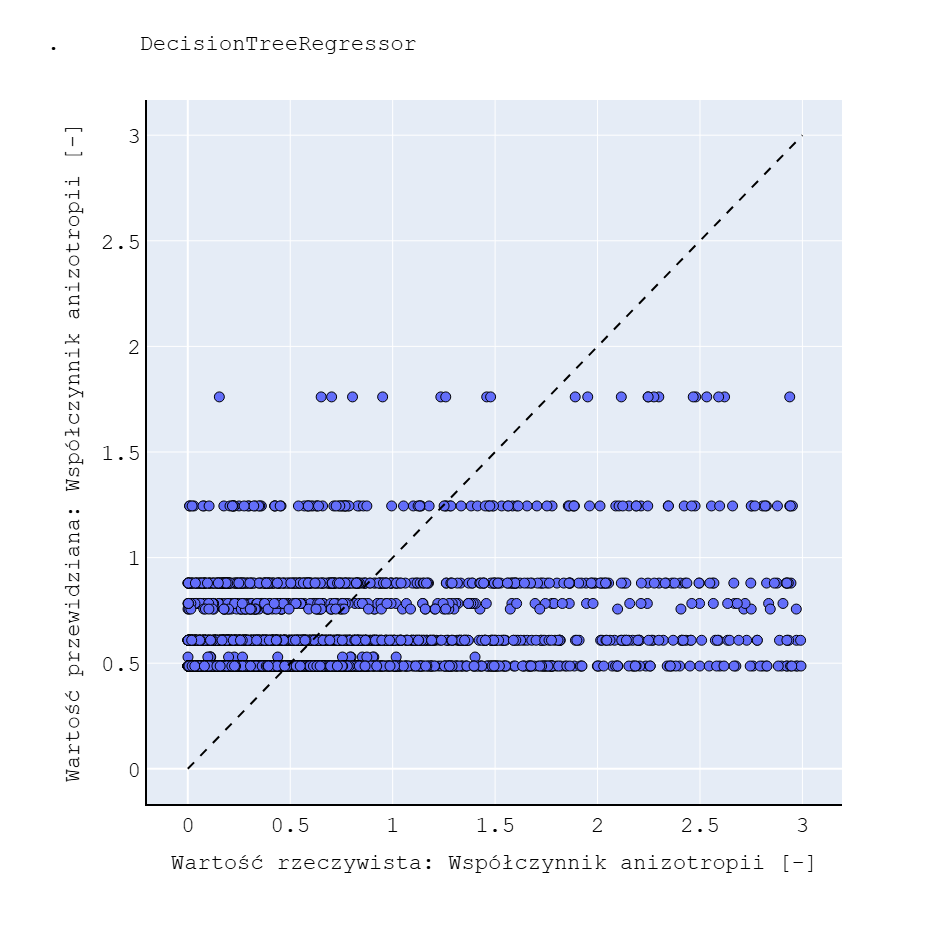 . DecisionTreeRegressor
Wartość przewidziana: Współczynnik anizotropii [-]
3
2.5
2
1.5
1
0.5
0
0 0.5 1 1.5 2 2.5 3
Wartość rzeczywista: Współczynnik anizotropii [-]